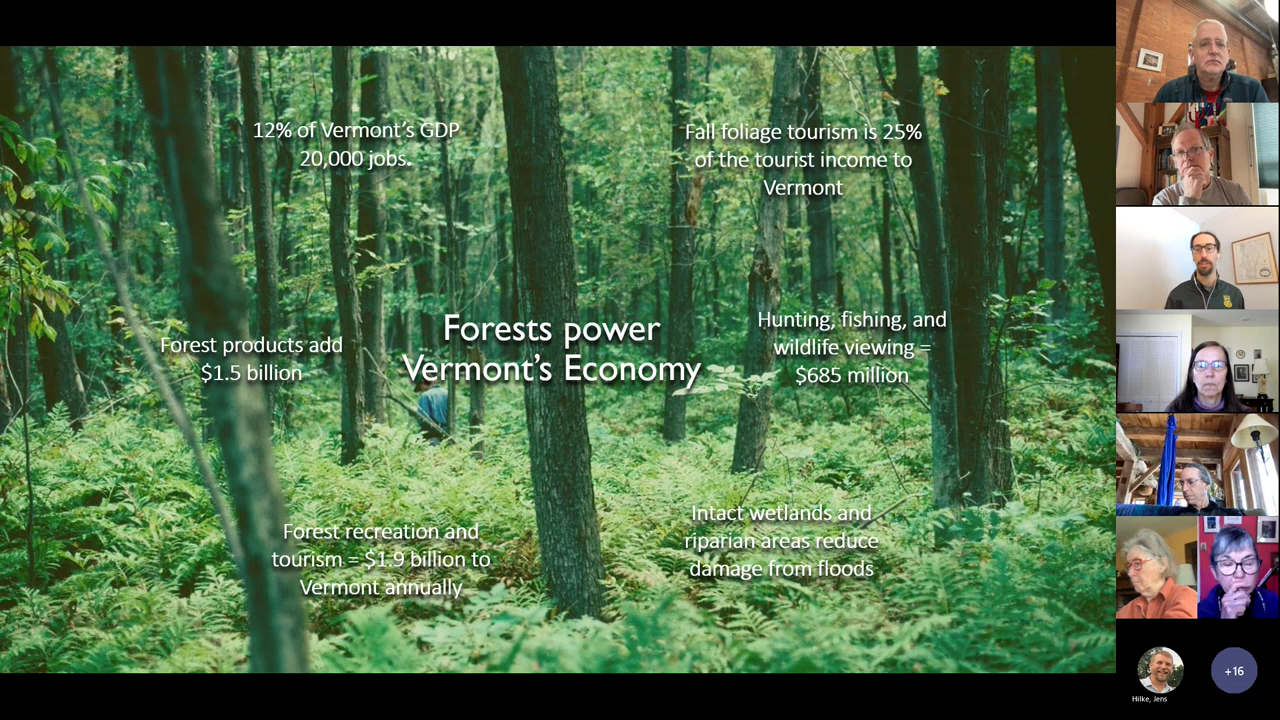 12% of Vermont's GDP
20,000 jobs.
Fall foliage tourism is 25%
of the tourist income to
Vermont
Forests power
Vermont's Economy
Forest products add
$1.5 billion
Hunting, fishing, and
wildlife viewing =
$685 million
Forest recreation and
tourism = $1.9 billion to
Vermont annually
Intact wetlands and
riparian areas reduce
damage from floods
Hilke, Jens
+16